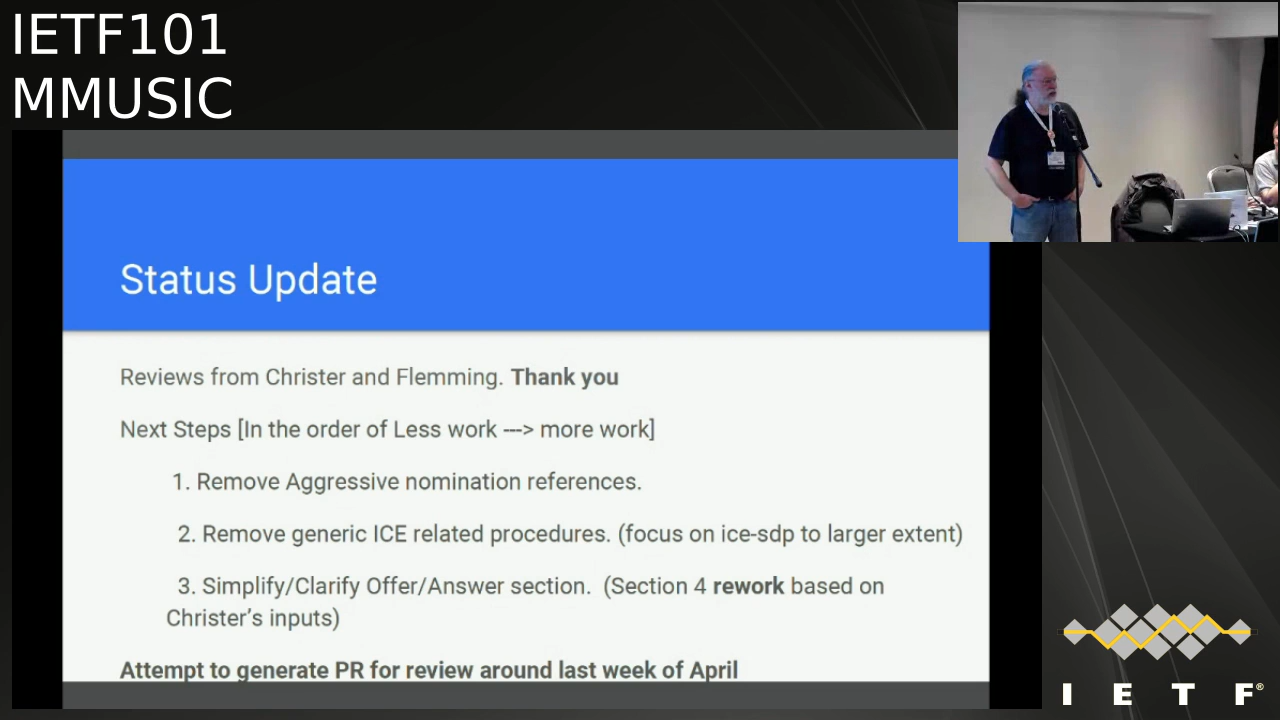 IETF101
MMUSIC
Status Update
Reviews from Christer and Flemming. Thank you
Next Steps [In the order of Less work ---> more work]
1. Remove Aggressive nomination references.
2. Remove generic ICE related procedures. (focus on ice-sdp to larger extent)
3. Simplify/Clarify Offer/Answer section. (Section 4 rework based on
Christer's inputs)
Attempt to generate PR for review around last week of April
I E T F®